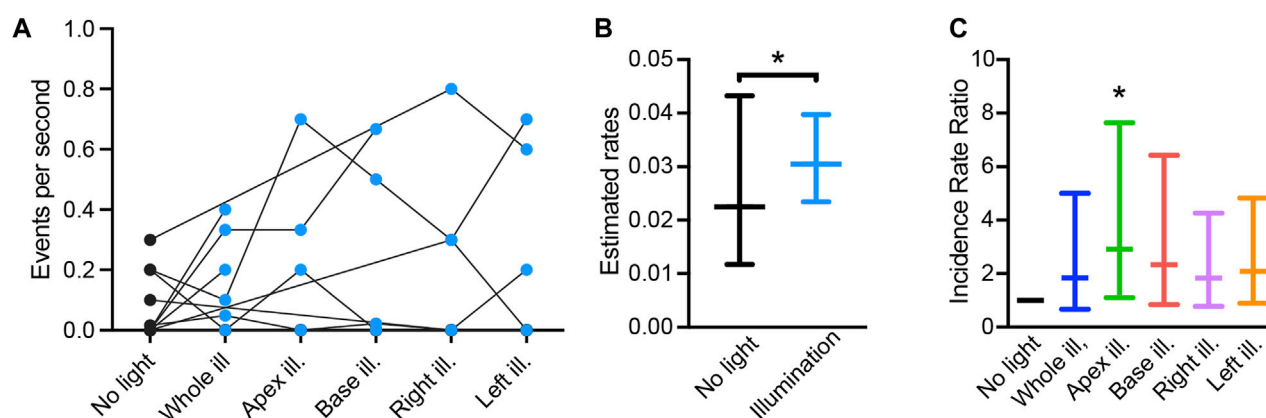 A
Events per second
1.0
0.8
0.6
0.4
0.2
0.0
No light
Whole ill
Apex ill.
Base ill.
Right ill.
Left ill.
B
Estimated rates
0.05
0.04
0.03
0.02
0.01
0.00
*
No light
Illumination
C
Incidence Rate Ratio
10
8
6
4
2
0
*
No light
Whole ill,
Apex ill.
Base ill.
Right ill.
Left ill.